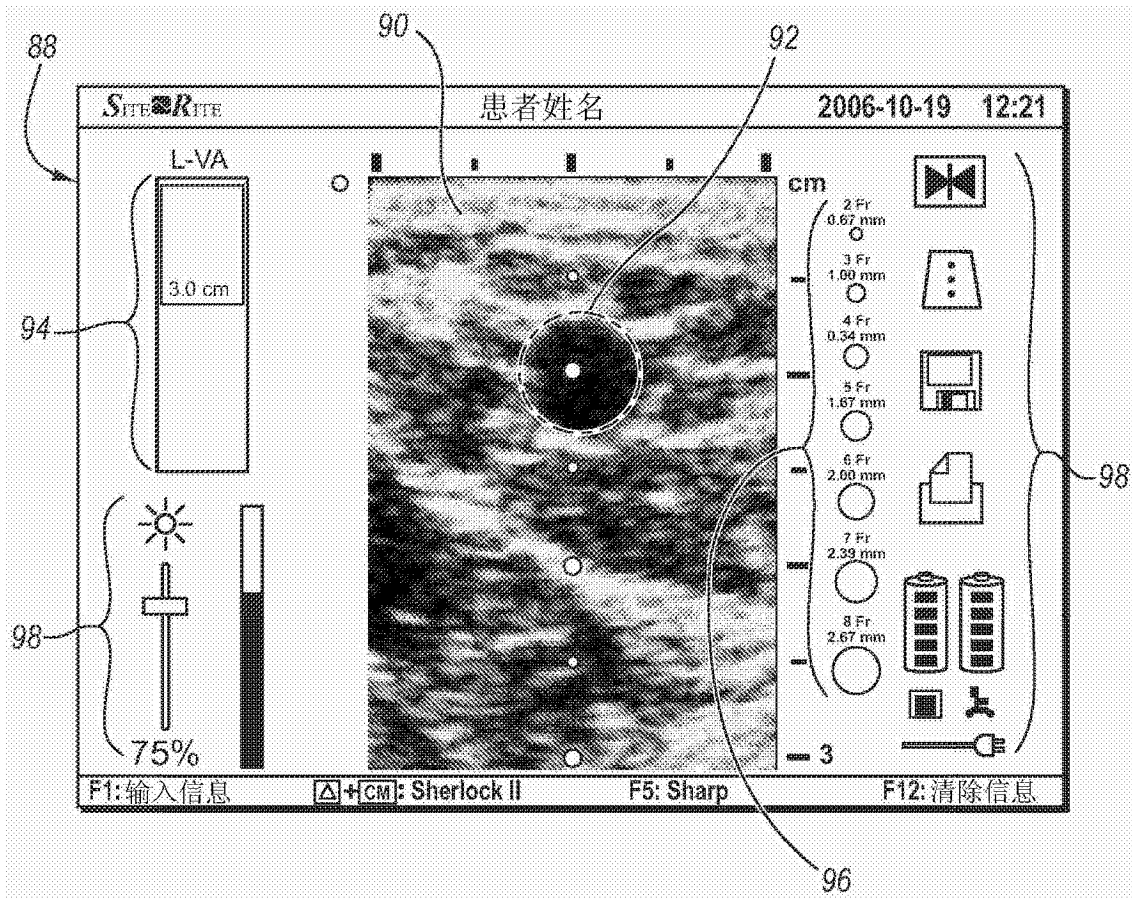 90
92
88
SITE RITE 患者姓名 2006-10-19 12:21
L-VA
cm
2 Fr
0.67 mm
3 Fr
1.00 mm
3.0 cm
94
4 Fr
0.34 mm
5 Fr
1.67 mm
6 Fr
2.00 mm
98
7 Fr
2.39 mm
8 Fr
2.67 mm
98
75%
3
F1: 输入信息 △+CM: Sherlock II F5: Sharp F12: 清除信息
96